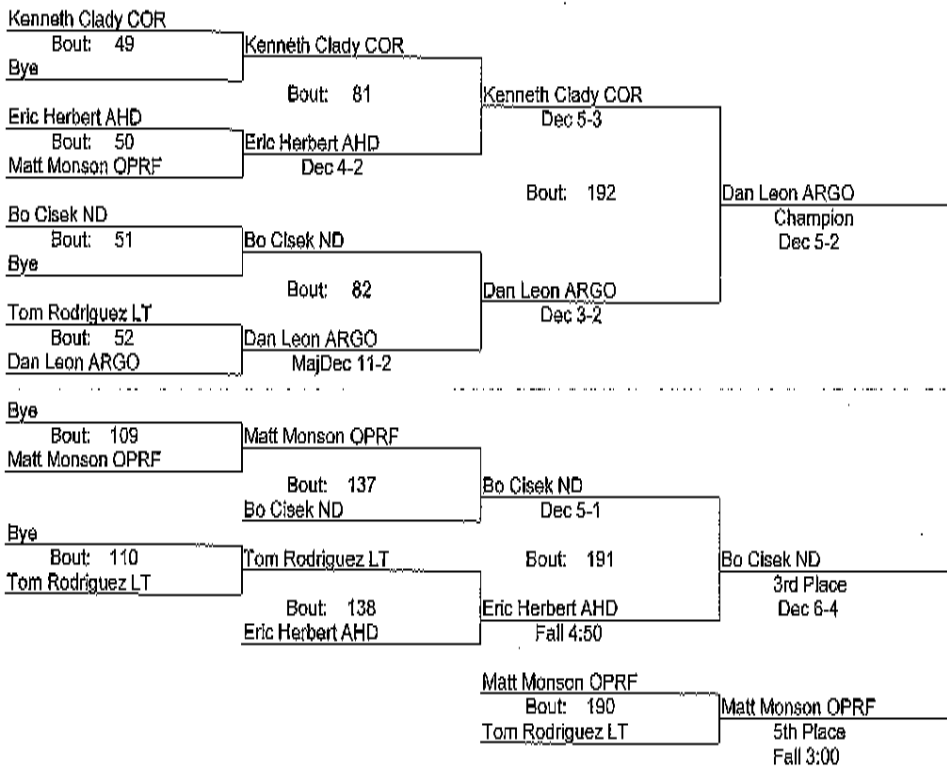 Kenneth Clady COR
Bout: 49
Bye
Kenneth Clady COR
Bout: 81
Eric Herbert AHD
Bout: 50
Matt Monson OPRF
Eric Herbert AHD
Dec 4-2
Kenneth Clady COR
Dec 5-3
Bout: 192
Bo Cisek ND
Bout: 51
Bye
Bo Cisek ND
Bout: 82
Tom Rodriguez LT
Bout: 52
Dan Leon ARGO
Dan Leon ARGO
MajDec 11-2
Dan Leon ARGO
Dec 3-2
Dan Leon ARGO
Champion
Dec 5-2
Bye
Bout: 109
Matt Monson OPRF
Matt Monson OPRF
Bout: 137
Bo Cisek ND
Bo Cisek ND
Dec 5-1
Bout: 191
Bye
Bout: 110
Tom Rodriguez LT
Tom Rodriguez LT
Bout: 138
Eric Herbert AHD
Eric Herbert AHD
Fall 4:50
Bo Cisek ND
3rd Place
Dec 6-4
Matt Monson OPRF
Bout: 190
Tom Rodriguez LT
Matt Monson OPRF
5th Place
Fall 3:00